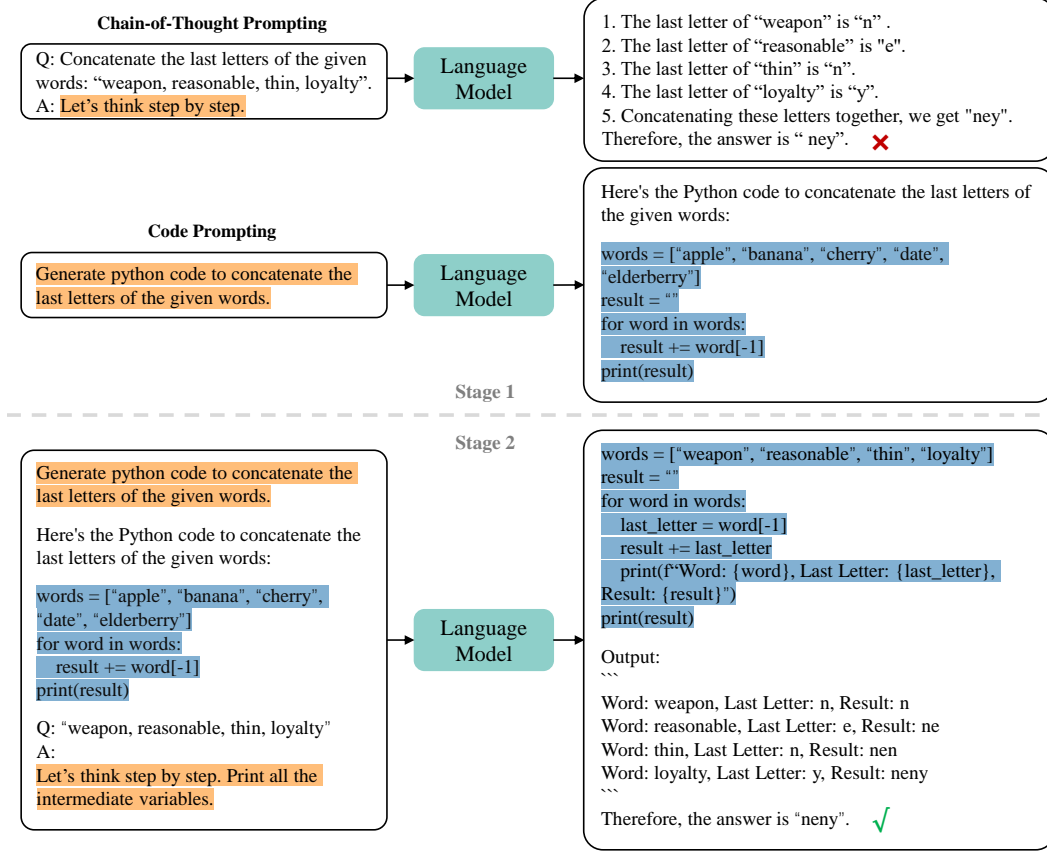 Chain-of-Thought Prompting
Q: Concatenate the last letters of the given
words: “weapon, reasonable, thin, loyalty”.
A: Let’s think step by step.
Language
Model
1. The last letter of “weapon” is “n” .
2. The last letter of “reasonable” is "e".
3. The last letter of “thin” is “n”.
4. The last letter of “loyalty” is “y”.
5. Concatenating these letters together, we get "ney".
Therefore, the answer is “ ney”.
Code Prompting
Generate python code to concatenate the
last letters of the given words.
Language
Model
Here's the Python code to concatenate the last letters of
the given words:
words = [“apple”, “banana”, “cherry”, “date”,
“elderberry”]
result = “”
for word in words:
result += word[-1]
print(result)
Stage 1
Stage 2
Generate python code to concatenate the
last letters of the given words.
Here's the Python code to concatenate the
last letters of the given words:
words = [“apple”, “banana”, “cherry”,
“date”, “elderberry”]
for word in words:
result += word[-1]
print(result)
Q: “weapon, reasonable, thin, loyalty”
A:
Let’s think step by step. Print all the
intermediate variables.
Language
Model
words = [“weapon”, “reasonable”, “thin”, “loyalty”]
result = “”
for word in words:
last_letter = word[-1]
result += last_letter
print(f“Word: {word}, Last Letter: {last_letter},
Result: {result}”)
print(result)
Output:
```
Word: weapon, Last Letter: n, Result: n
Word: reasonable, Last Letter: e, Result: ne
Word: thin, Last Letter: n, Result: nen
Word: loyalty, Last Letter: y, Result: neny
```
Therefore, the answer is “neny”.